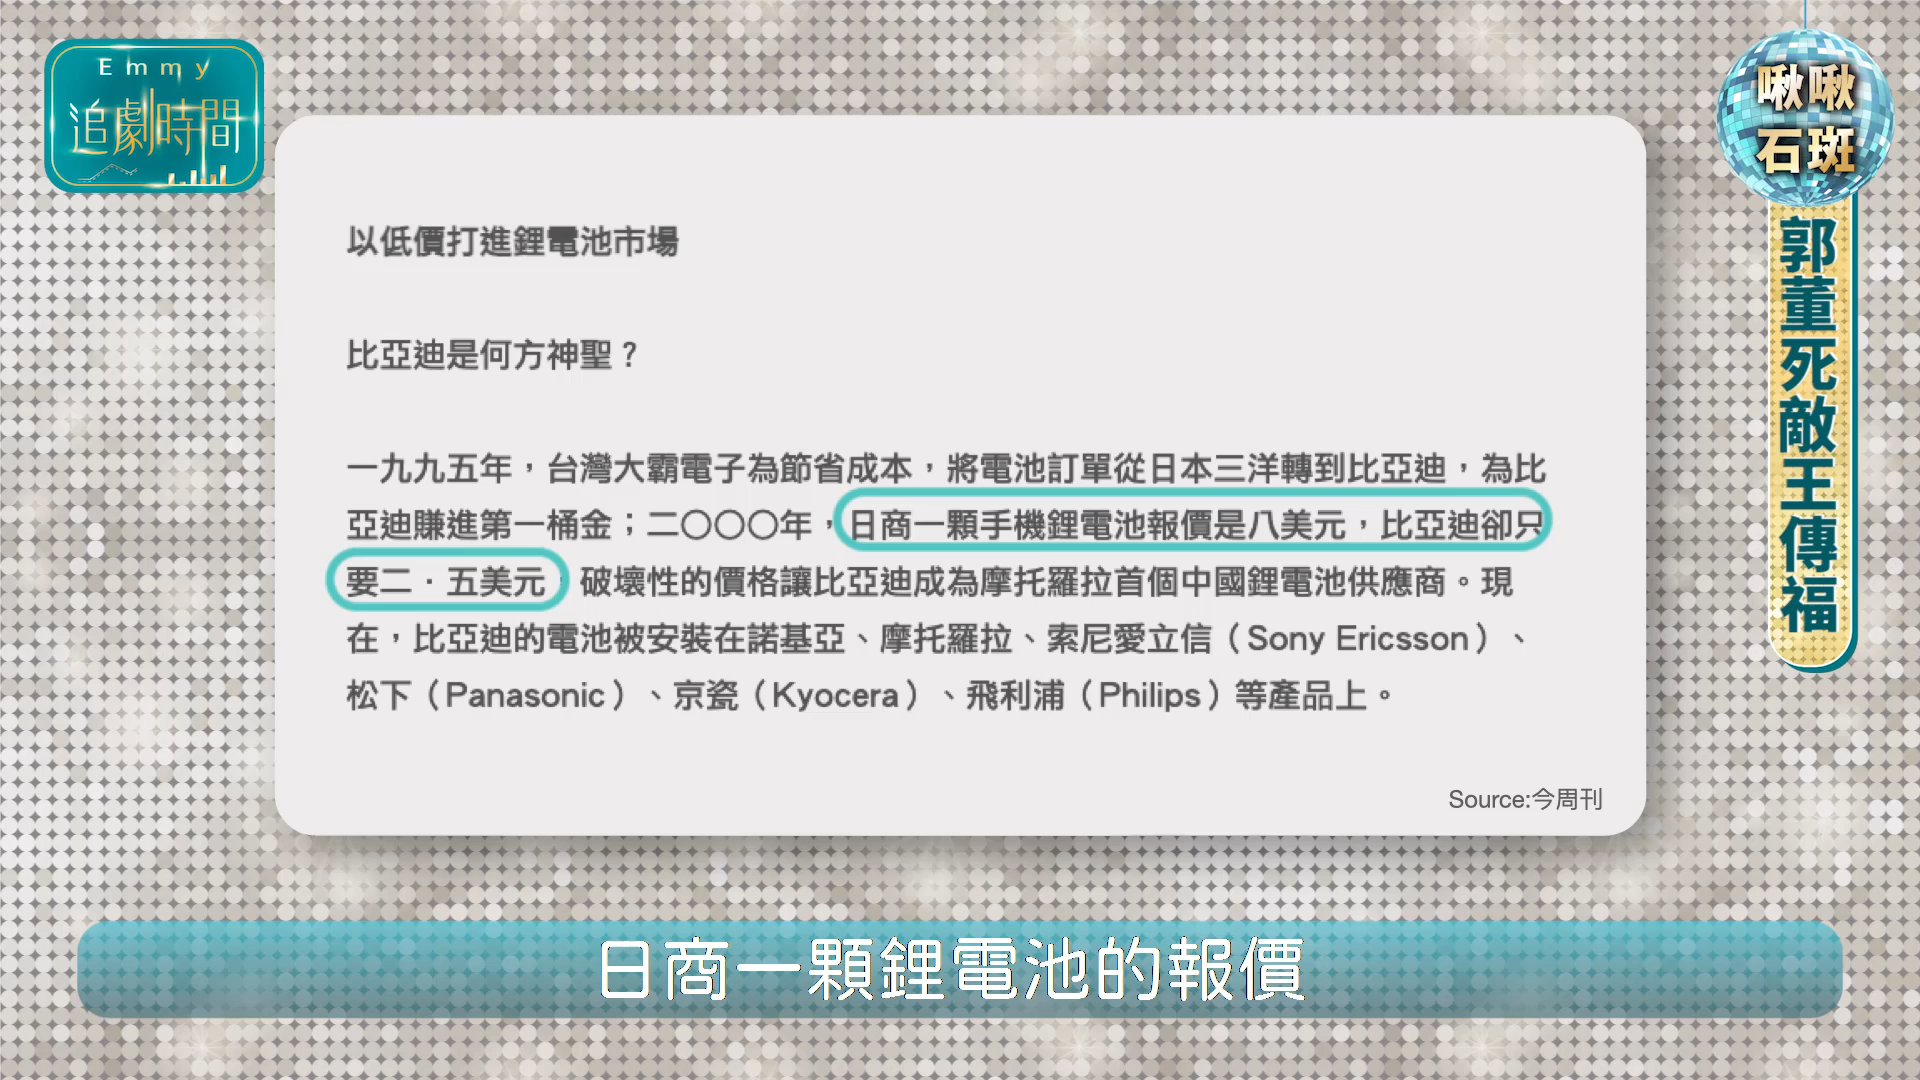 Emmy
追劇時間
啾啾
石斑
郭董死敵王傳福
以低價打進鋰電池市場
比亞迪是何方神聖？
一九九五年，台灣大霸電子為節省成本，將電池訂單從日本三洋轉到比亞迪，為比
亞迪賺進第一桶金；二〇〇〇年，日商一顆手機鋰電池報價是八美元，比亞迪卻只
要二．五美元，破壞性的價格讓比亞迪成為摩托羅拉首個中國鋰電池供應商。現
在，比亞迪的電池被安裝在諾基亞、摩托羅拉、索尼愛立信（Sony Ericsson）、
松下（Panasonic）、京瓷（Kyocera）、飛利浦（Philips）等產品上。
Source:今周刊
日商一顆鋰電池的報價